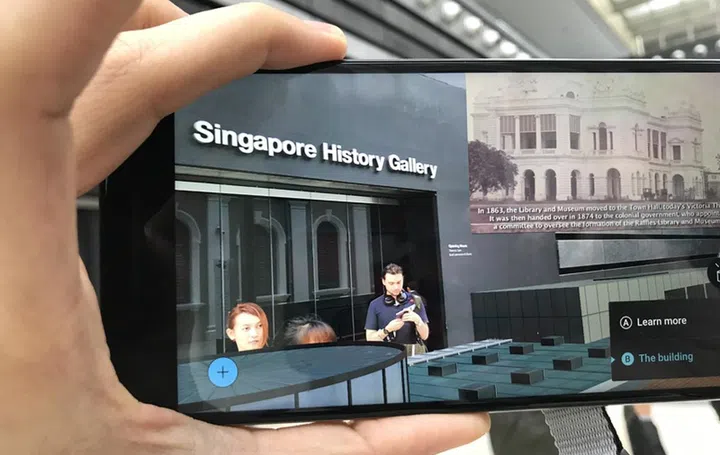 Singapore History Gallery
In 1863, the Library and Museum moved to the Town Hall, today's Victoria Th
It was then handed over in 1874 to the colonial government, who appoin
a committee to oversee the formation of the Raffles Library and Museum
A Learn more
B The building